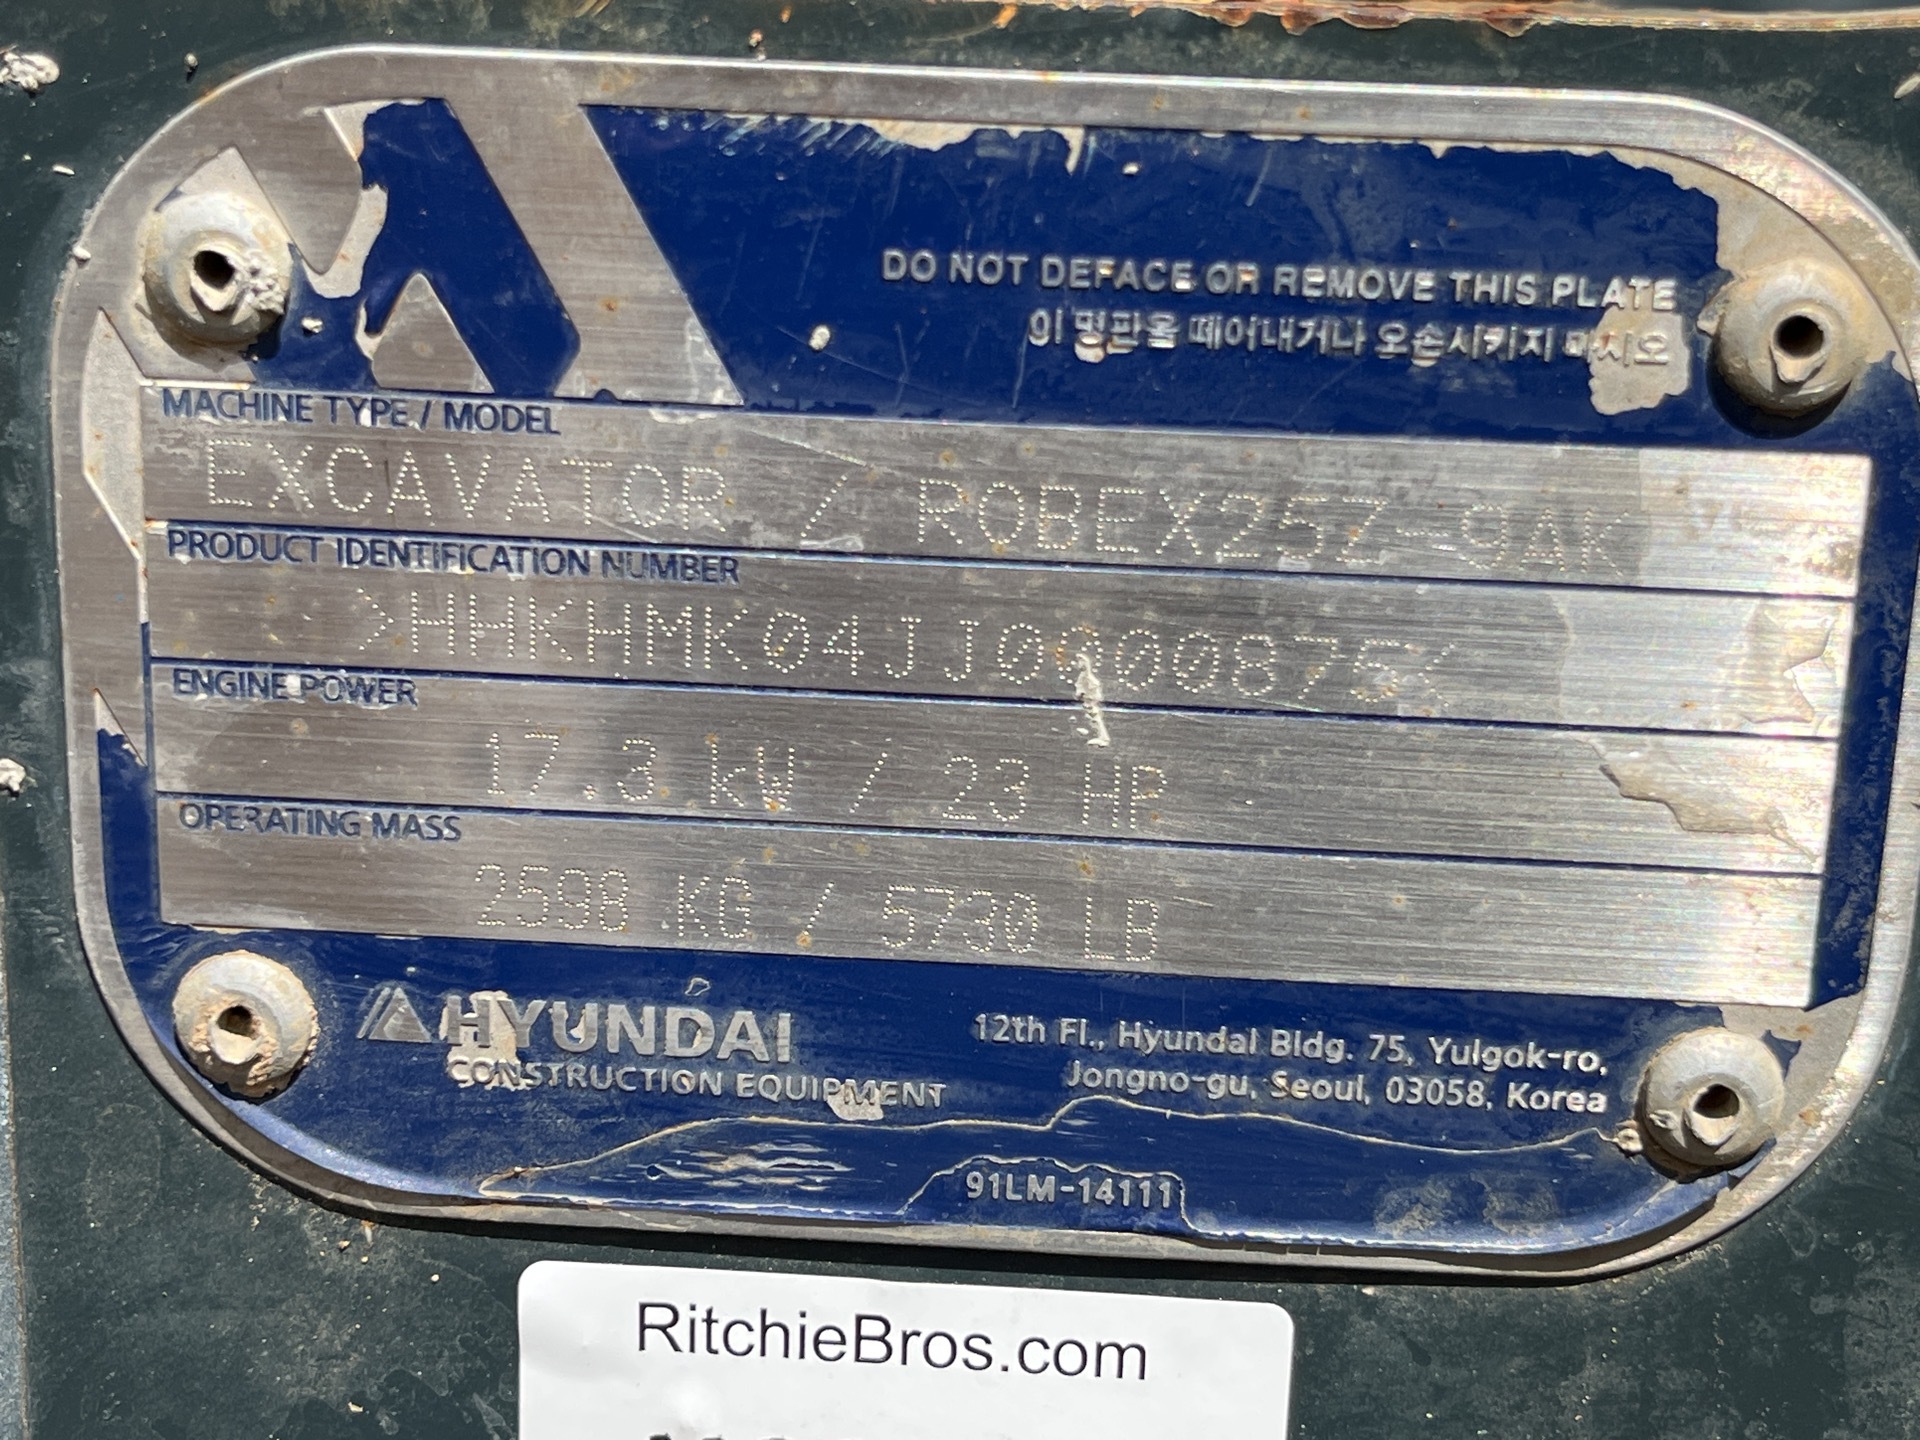 DO NOT DEFACE OR REMOVE THIS PLATE
이 명판을 떼어내거나 오손시키지 마시오
MACHINE TYPE / MODEL
EXCAVATOR / ROBEX25Z-9AK
PRODUCT IDENTIFICATION NUMBER
>HHKHMK04JJ0000875<
ENGINE POWER
17.3 kW / 23 HP
OPERATING MASS
2598 KG / 5730 LB
HYUNDAI
CONSTRUCTION EQUIPMENT
12th Fl., Hyundai Bldg. 75, Yulgok-ro,
Jongno-gu, Seoul, 03058, Korea
91LM-14111
RitchieBros.com